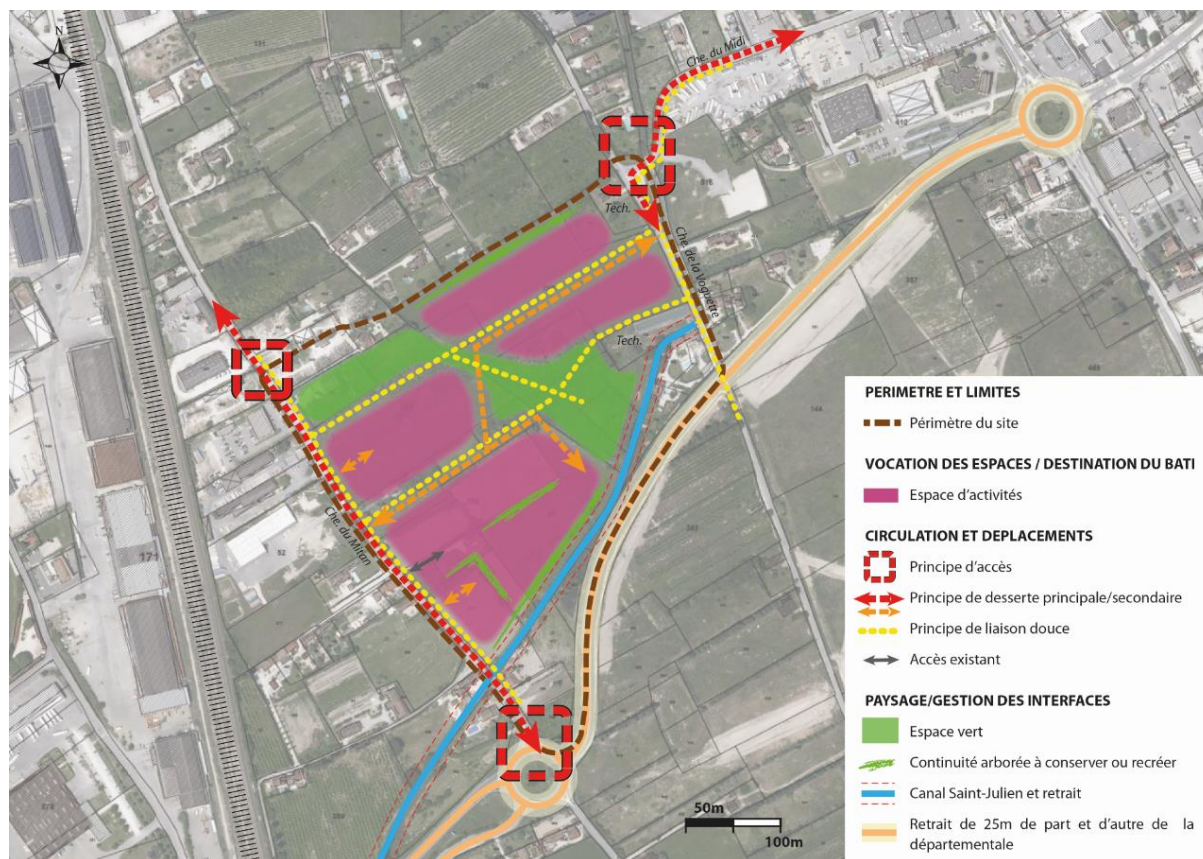 N
Che. du Midi
Tech.
Che de la Voguette
Tech.
Che. du Mitan
171
52
50m
100m
PERIMETRE ET LIMITES
Périmètre du site
VOCATION DES ESPACES / DESTINATION DU BATI
Espace d'activités
CIRCULATION ET DEPLACEMENTS
Principe d'accès
Principe de desserte principale/secondaire
Principe de liaison douce
Accès existant
PAYSAGE/GESTION DES INTERFACES
Espace vert
Continuité arborée à conserver ou recréer
Canal Saint-Julien et retrait
Retrait de 25m de part et d'autre de la
départementale